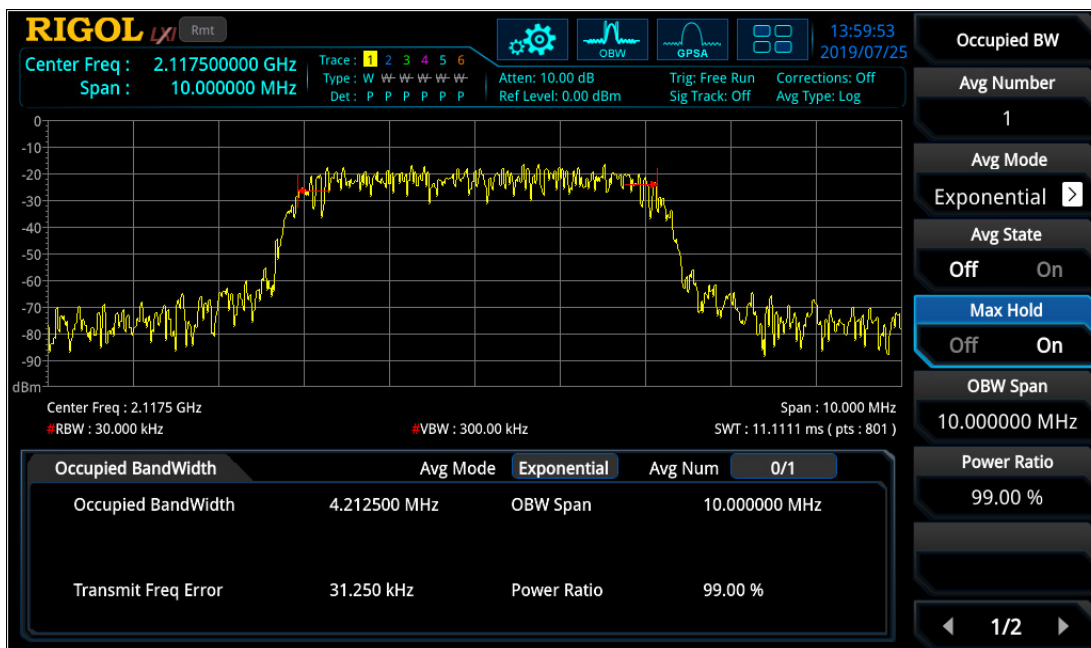 RIGOL LXI Rmt
OBW GPSA
13:59:53
2019/07/25
Center Freq : 2.117500000 GHz
Span : 10.000000 MHz
Trace : 1 2 3 4 5 6
Type : W W W W W W
Det : P P P P P P
Atten: 10.00 dB Trig: Free Run Corrections: Off
Ref Level: 0.00 dBm Sig Track: Off Avg Type: Log
0
-10
-20
-30
-40
-50
-60
-70
-80
-90
dBm
Center Freq : 2.1175 GHz Span : 10.000 MHz
#RBW : 30.000 kHz #VBW : 300.00 kHz SWT : 11.1111 ms ( pts : 801 )
Occupied BandWidth Avg Mode Exponential Avg Num 0/1
Occupied BandWidth 4.212500 MHz OBW Span 10.000000 MHz
Transmit Freq Error 31.250 kHz Power Ratio 99.00 %
Occupied BW
Avg Number
1
Avg Mode
Exponential >
Avg State
Off On
Max Hold
Off On
OBW Span
10.000000 MHz
Power Ratio
99.00 %
1/2